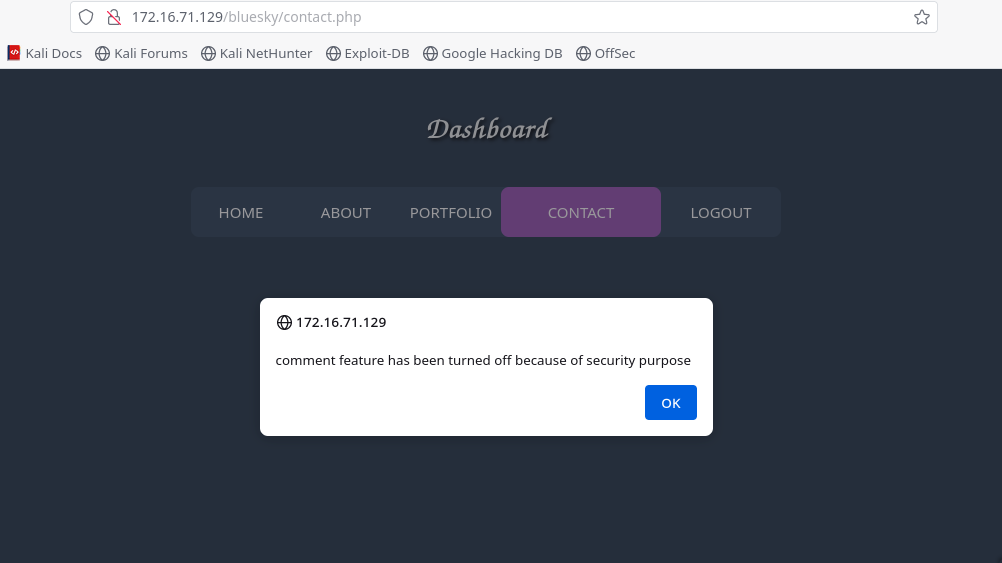 172.16.71.129/bluesky/contact.php
Kali Docs Kali Forums Kali NetHunter Exploit-DB Google Hacking DB OffSec
Dashboard
HOME ABOUT PORTFOLIO CONTACT LOGOUT
172.16.71.129
comment feature has been turned off because of security purpose
OK